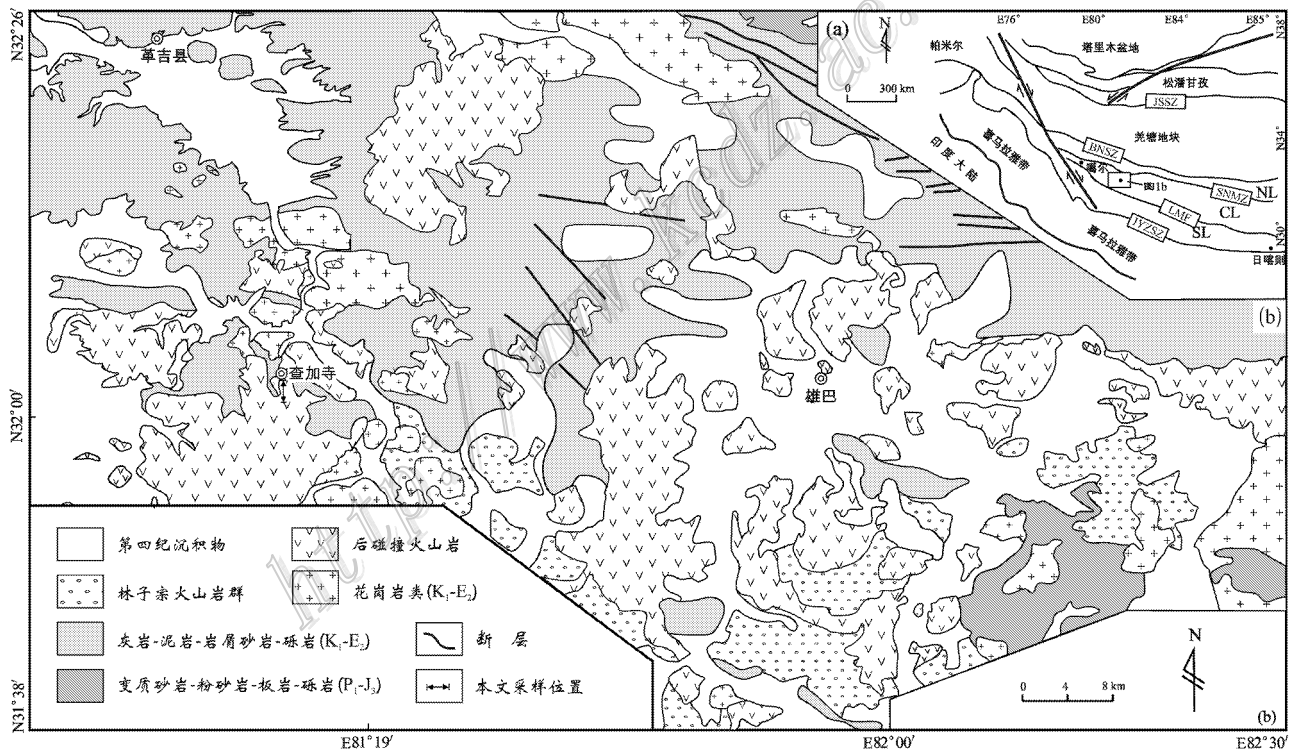 N32°26′
N32°00′
N31°38′
E81°19′
E82°00′
E82°30′
革吉县
查加寺
雄巴
(a)
N
0 300 km
E76° E80° E84° E85°
N38°
N34°
N30°
帕米尔
塔里木盆地
松潘甘孜
JSSZ
羌塘地块
BNSZ
噶尔
图1b
SNMZ
NL
CL
LMF
SL
IYZSZ
喜马拉雅带
印度大陆
喜马拉雅带
日喀则
(b)
第四纪沉积物
后碰撞火山岩
林子宗火山岩群
花岗岩类(K₁-E₂)
灰岩-泥岩-岩屑砂岩-砾岩(K₁-E₂)
断层
变质砂岩-粉砂岩-板岩-砾岩(P₁-J₃)
本文采样位置
N
0 4 8 km
(b)
http://www.kcdz.ac.